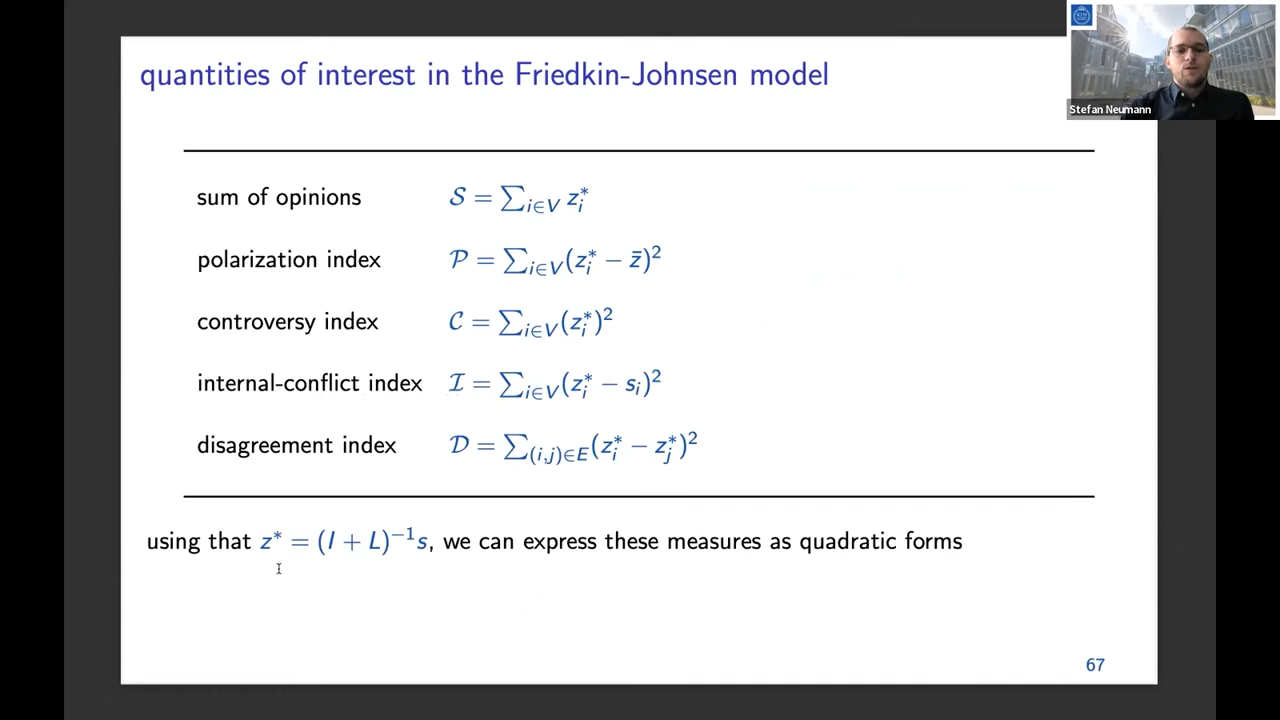 quantities of interest in the Friedkin-Johnsen model
Stefan Neumann
sum of opinions 𝒮 = ∑_{i∈V} z_i^*
polarization index 𝒫 = ∑_{i∈V}(z_i^* − z̄)^2
controversy index 𝒞 = ∑_{i∈V}(z_i^*)^2
internal-conflict index ℐ = ∑_{i∈V}(z_i^* − s_i)^2
disagreement index 𝒟 = ∑_{(i,j)∈E}(z_i^* − z_j^*)^2
using that z^* = (I + L)^{−1}s, we can express these measures as quadratic forms
67